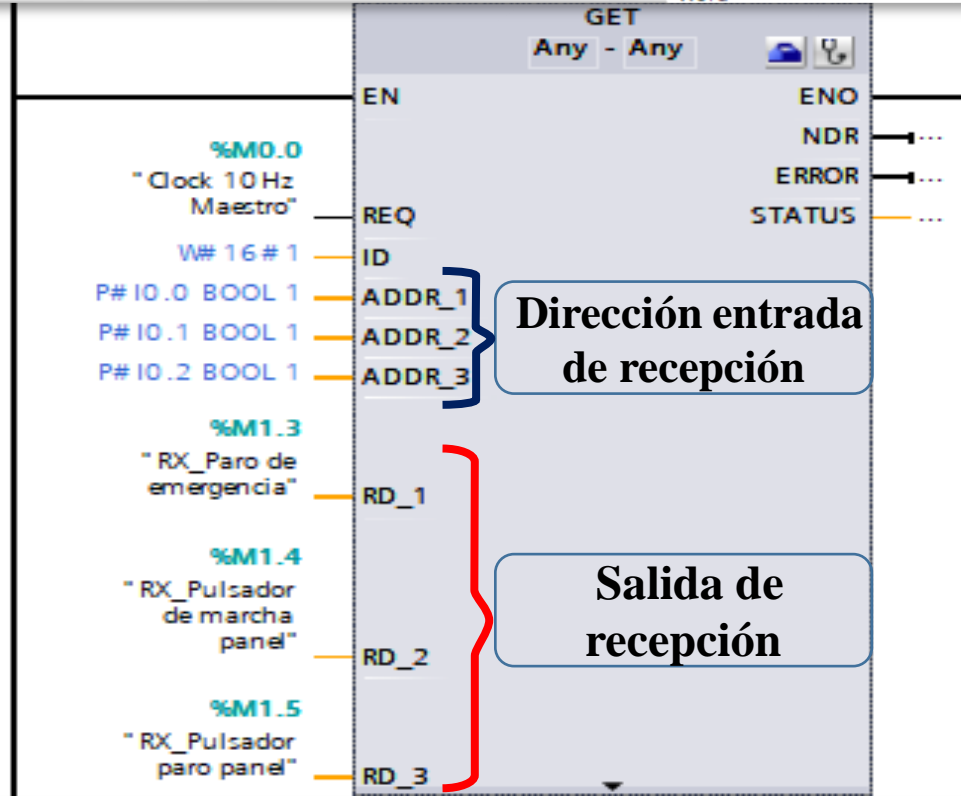 GET
Any - Any
EN
ENO
NDR
...
ERROR
...
%M0.0
"Clock 10 Hz
Maestro"
REQ
STATUS
...
W#16#1
ID
P#I0.0 BOOL 1
ADDR_1
P#I0.1 BOOL 1
ADDR_2
P#I0.2 BOOL 1
ADDR_3
Dirección entrada
de recepción
%M1.3
"RX_Paro de
emergencia"
RD_1
%M1.4
"RX_Pulsador
de marcha
panel"
RD_2
Salida de
recepción
%M1.5
"RX_Pulsador
paro panel"
RD_3